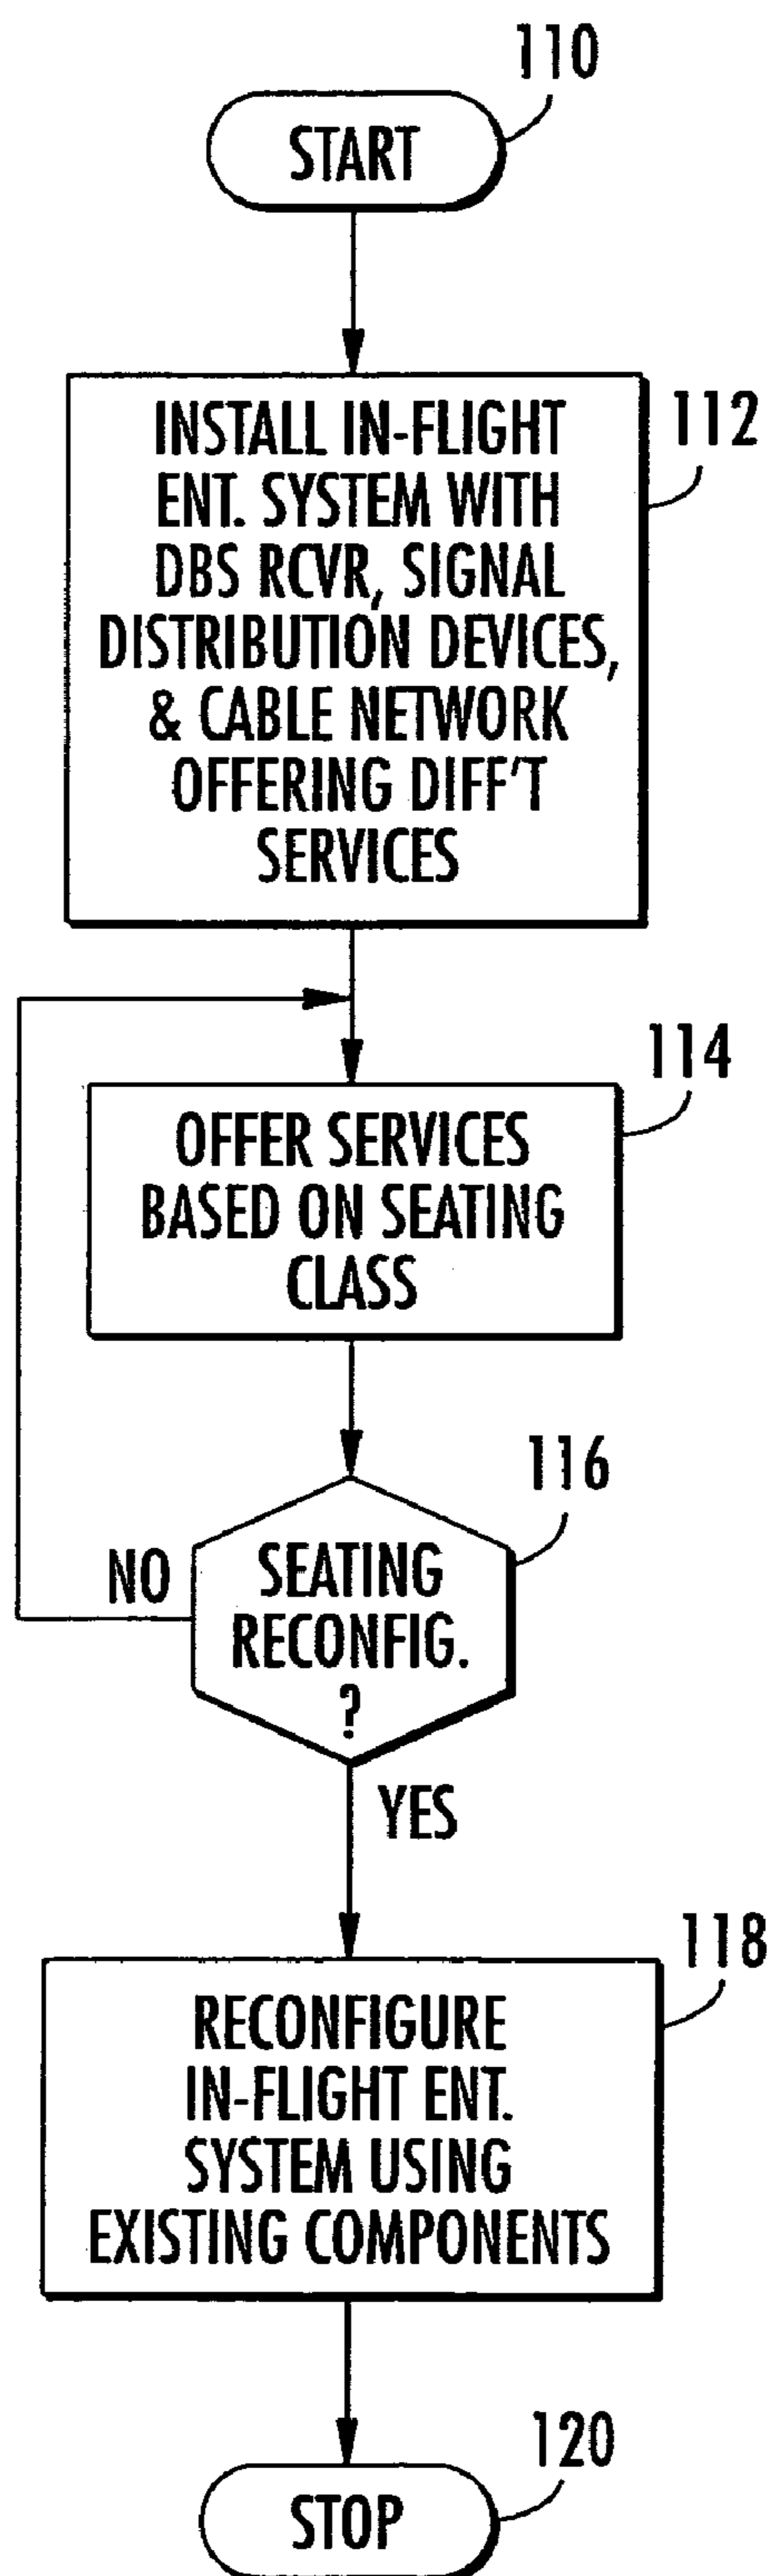 110
START
112
INSTALL IN-FLIGHT
ENT. SYSTEM WITH
DBS RCVR, SIGNAL
DISTRIBUTION DEVICES,
& CABLE NETWORK
OFFERING DIFF'T
SERVICES
114
OFFER SERVICES
BASED ON SEATING
CLASS
116
NO
SEATING
RECONFIG.
?
YES
118
RECONFIGURE
IN-FLIGHT ENT.
SYSTEM USING
EXISTING COMPONENTS
120
STOP